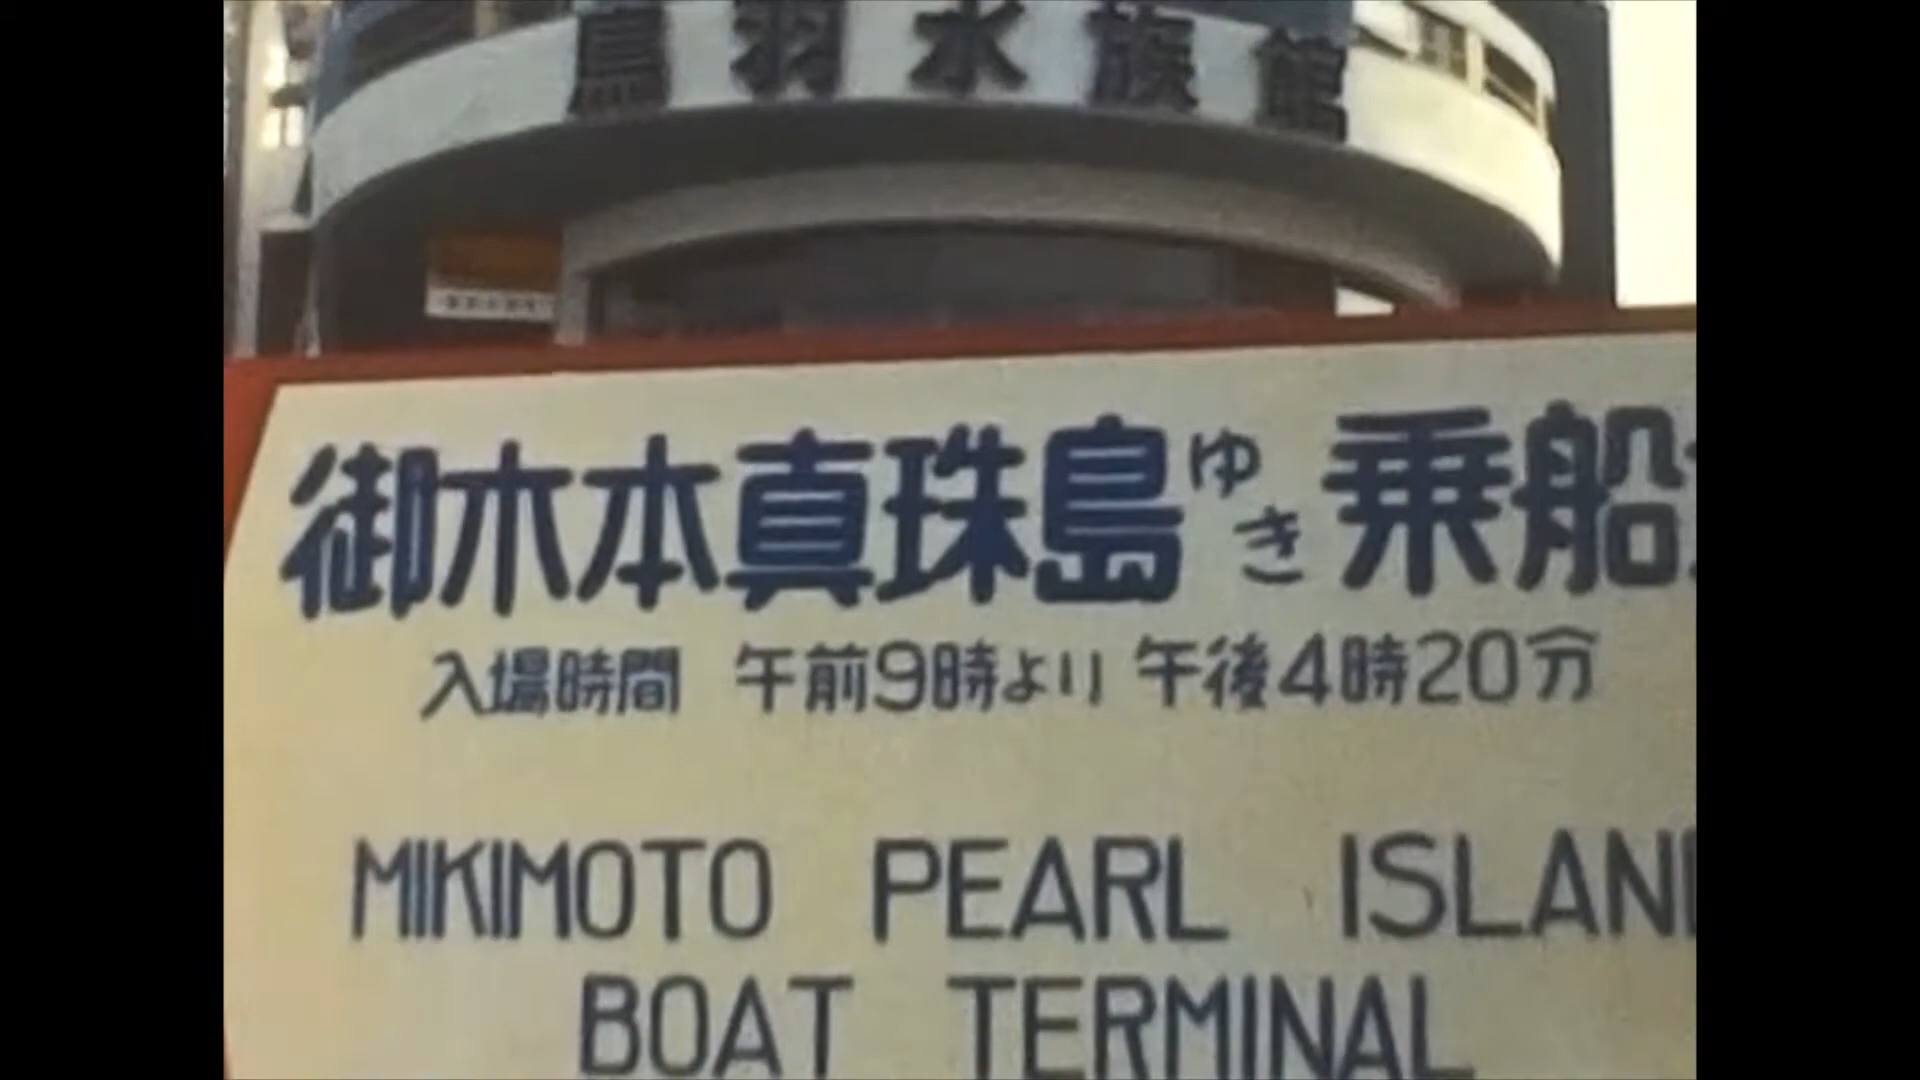 鳥羽水族館
御木本真珠島ゆき乗船
入場時間 午前9時より 午後4時20分
MIKIMOTO PEARL ISLAND
BOAT TERMINAL